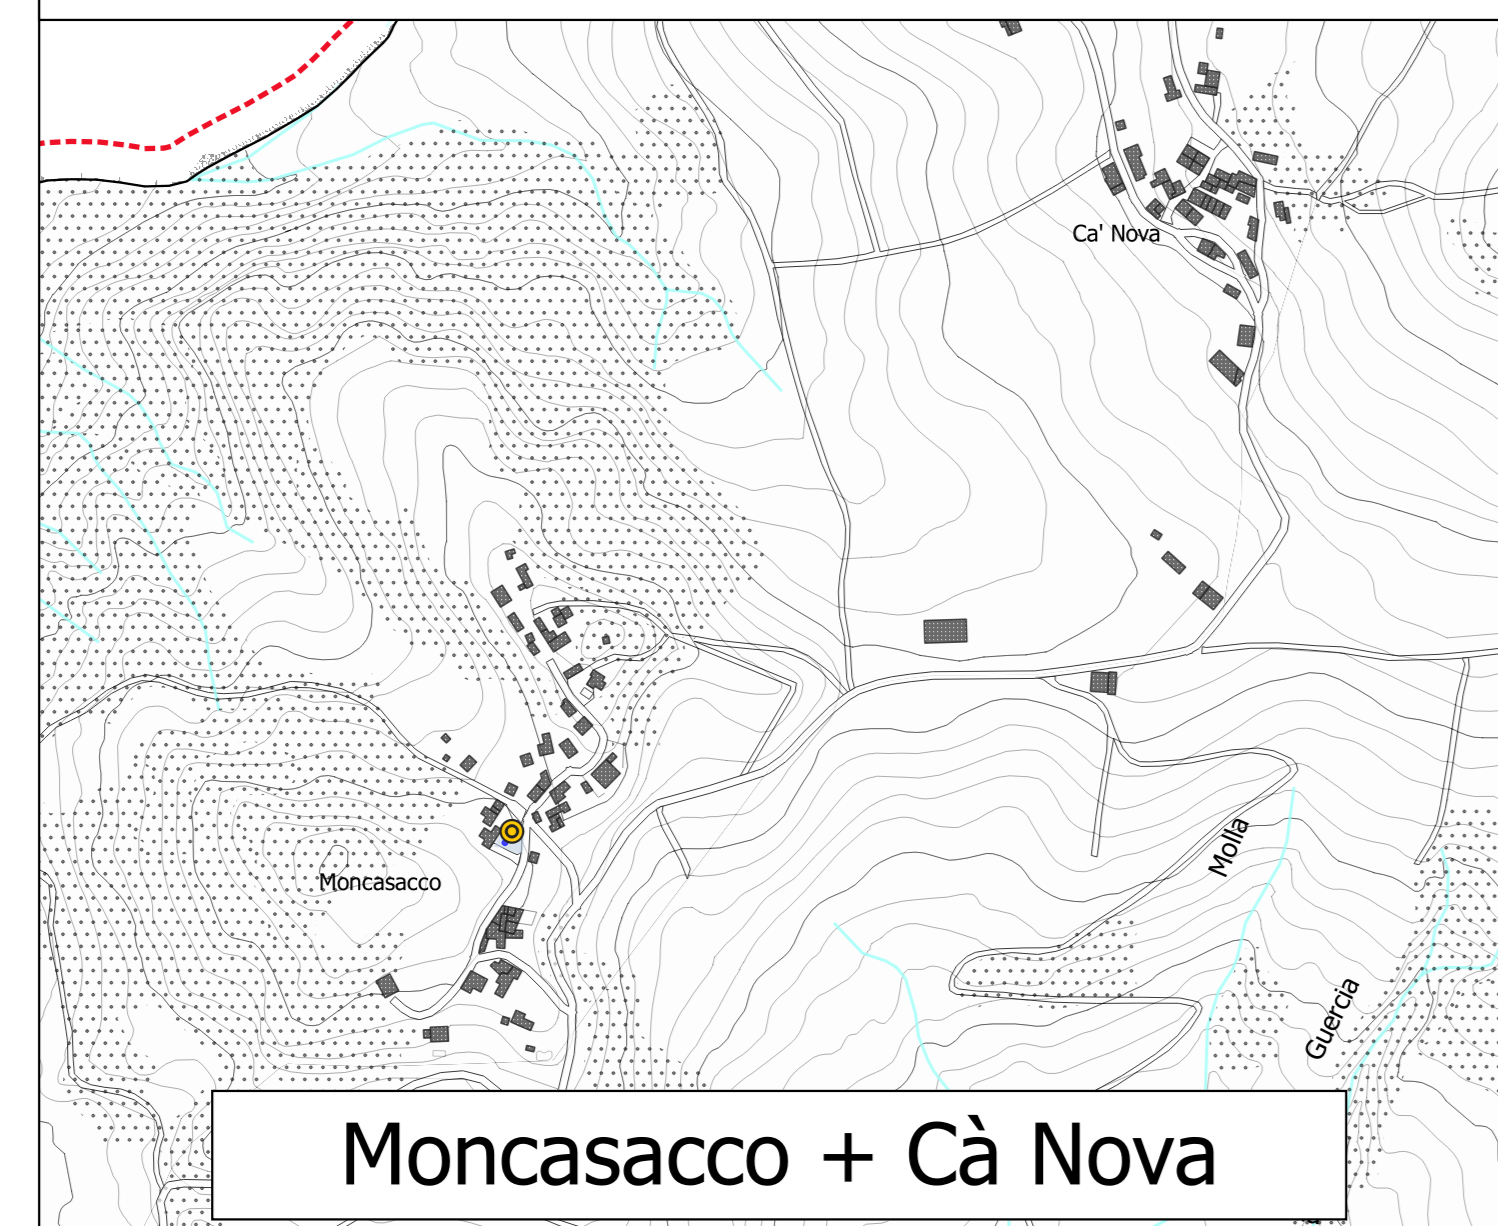 Ca' Nova
Molla
Moncasacco
Guercia
Moncasacco + Cà Nova